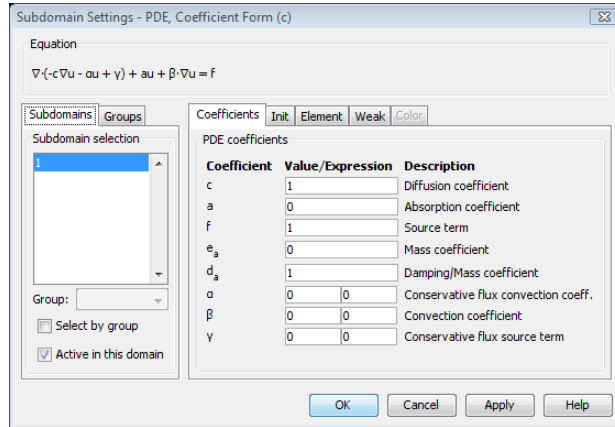 Subdomain Settings - PDE, Coefficient Form (c)
Equation
∇·(-c∇u - αu + γ) + au + β·∇u = f
Subdomains Groups
Subdomain selection
1
Group:
Select by group
Active in this domain
Coefficients Init Element Weak Color
PDE coefficients
Coefficient Value/Expression Description
c 1 Diffusion coefficient
a 0 Absorption coefficient
f 1 Source term
eₐ 0 Mass coefficient
dₐ 1 Damping/Mass coefficient
α 0 0 Conservative flux convection coeff.
β 0 0 Convection coefficient
γ 0 0 Conservative flux source term
OK Cancel Apply Help